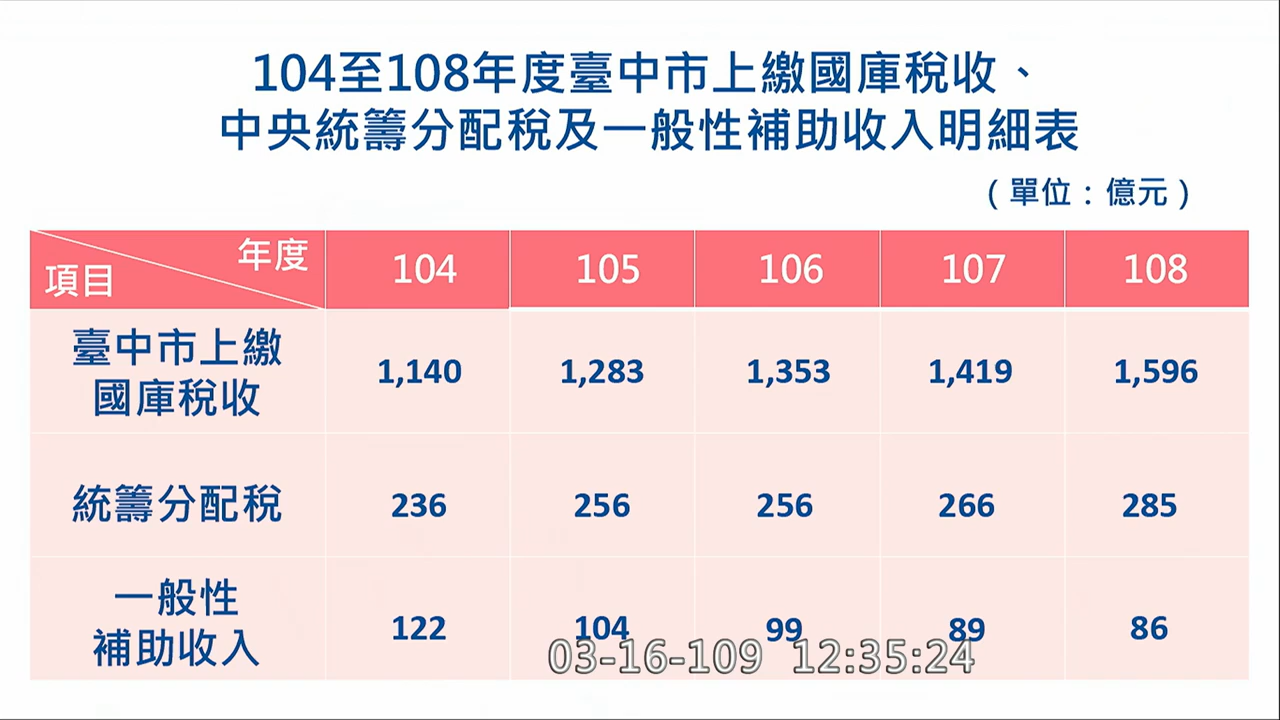 104至108年度臺中市上繳國庫稅收、
中央統籌分配稅及一般性補助收入明細表
（單位：億元）
年度
項目
104 105 106 107 108
臺中市上繳
國庫稅收
1,140 1,283 1,353 1,419 1,596
統籌分配稅 236 256 256 266 285
一般性
補助收入
122 104 99 89 86
03-16-109 12:35:24